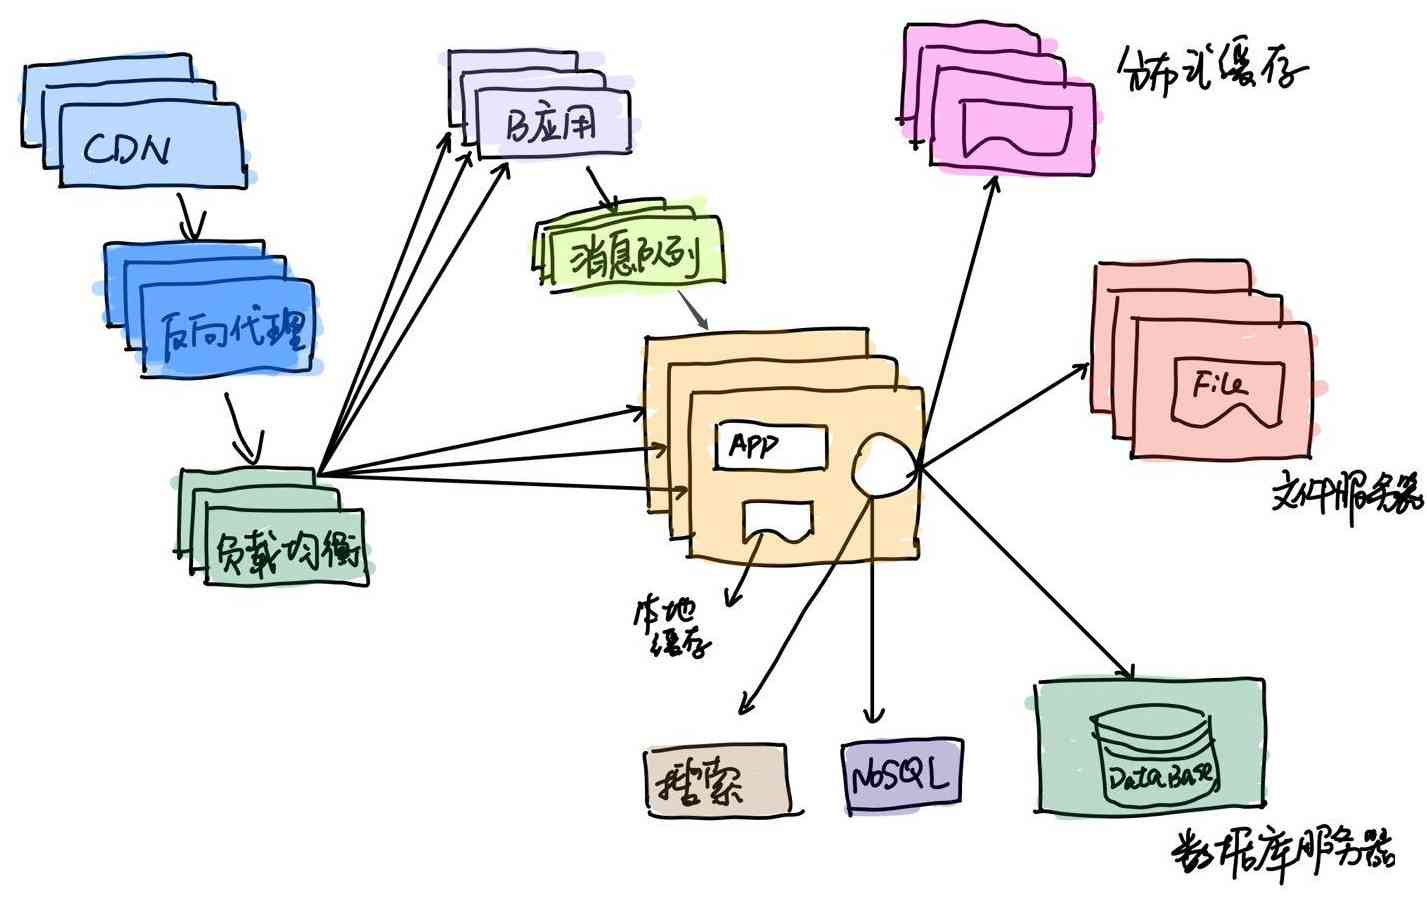 CDN
B应用
分布式缓存
消息队列
反向代理
File
APP
文件服务器
负载均衡
本地
缓存
搜索
NoSQL
DataBase
数据库服务器